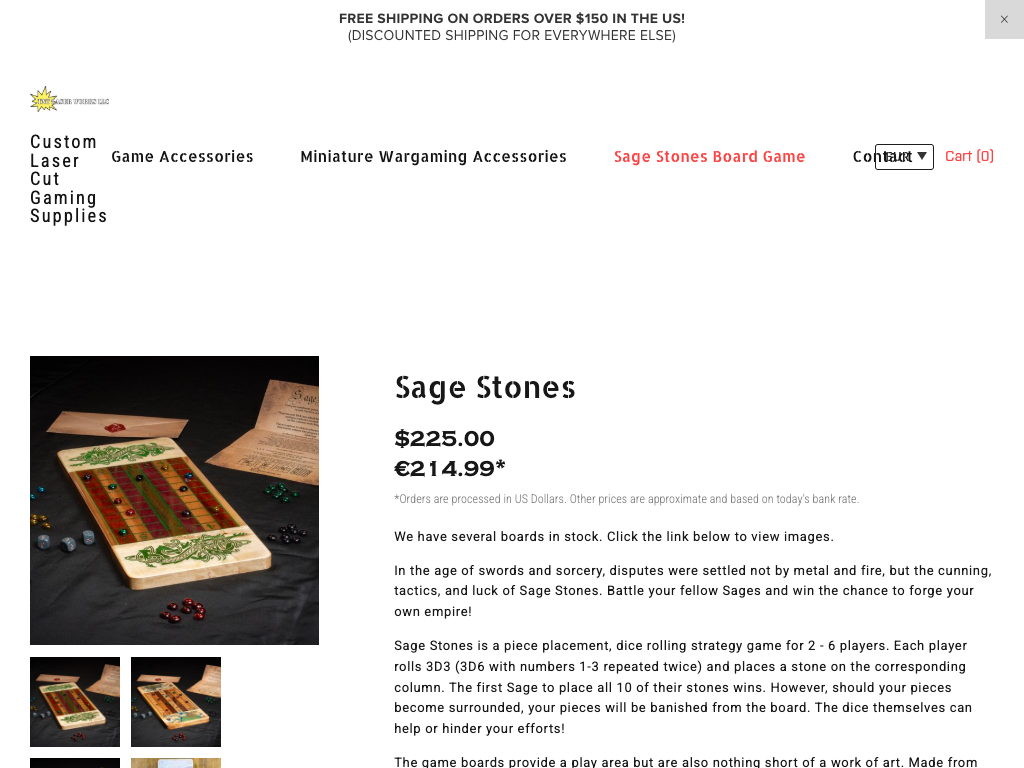 FREE SHIPPING ON ORDERS OVER $150 IN THE US!
(DISCOUNTED SHIPPING FOR EVERYWHERE ELSE)
×
LASER WORKS LLC
Custom
Laser
Cut
Gaming
Supplies
Game Accessories
Miniature Wargaming Accessories
Sage Stones Board Game
Contact
EUR ▼
Cart (0)
Sage Stones
$225.00
€214.99*
*Orders are processed in US Dollars. Other prices are approximate and based on today's bank rate.
We have several boards in stock. Click the link below to view images.
In the age of swords and sorcery, disputes were settled not by metal and fire, but the cunning,
tactics, and luck of Sage Stones. Battle your fellow Sages and win the chance to forge your
own empire!
Sage Stones is a piece placement, dice rolling strategy game for 2 - 6 players. Each player
rolls 3D3 (3D6 with numbers 1-3 repeated twice) and places a stone on the corresponding
column. The first Sage to place all 10 of their stones wins. However, should your pieces
become surrounded, your pieces will be banished from the board. The dice themselves can
help or hinder your efforts!
The game boards provide a play area but are also nothing short of a work of art. Made from